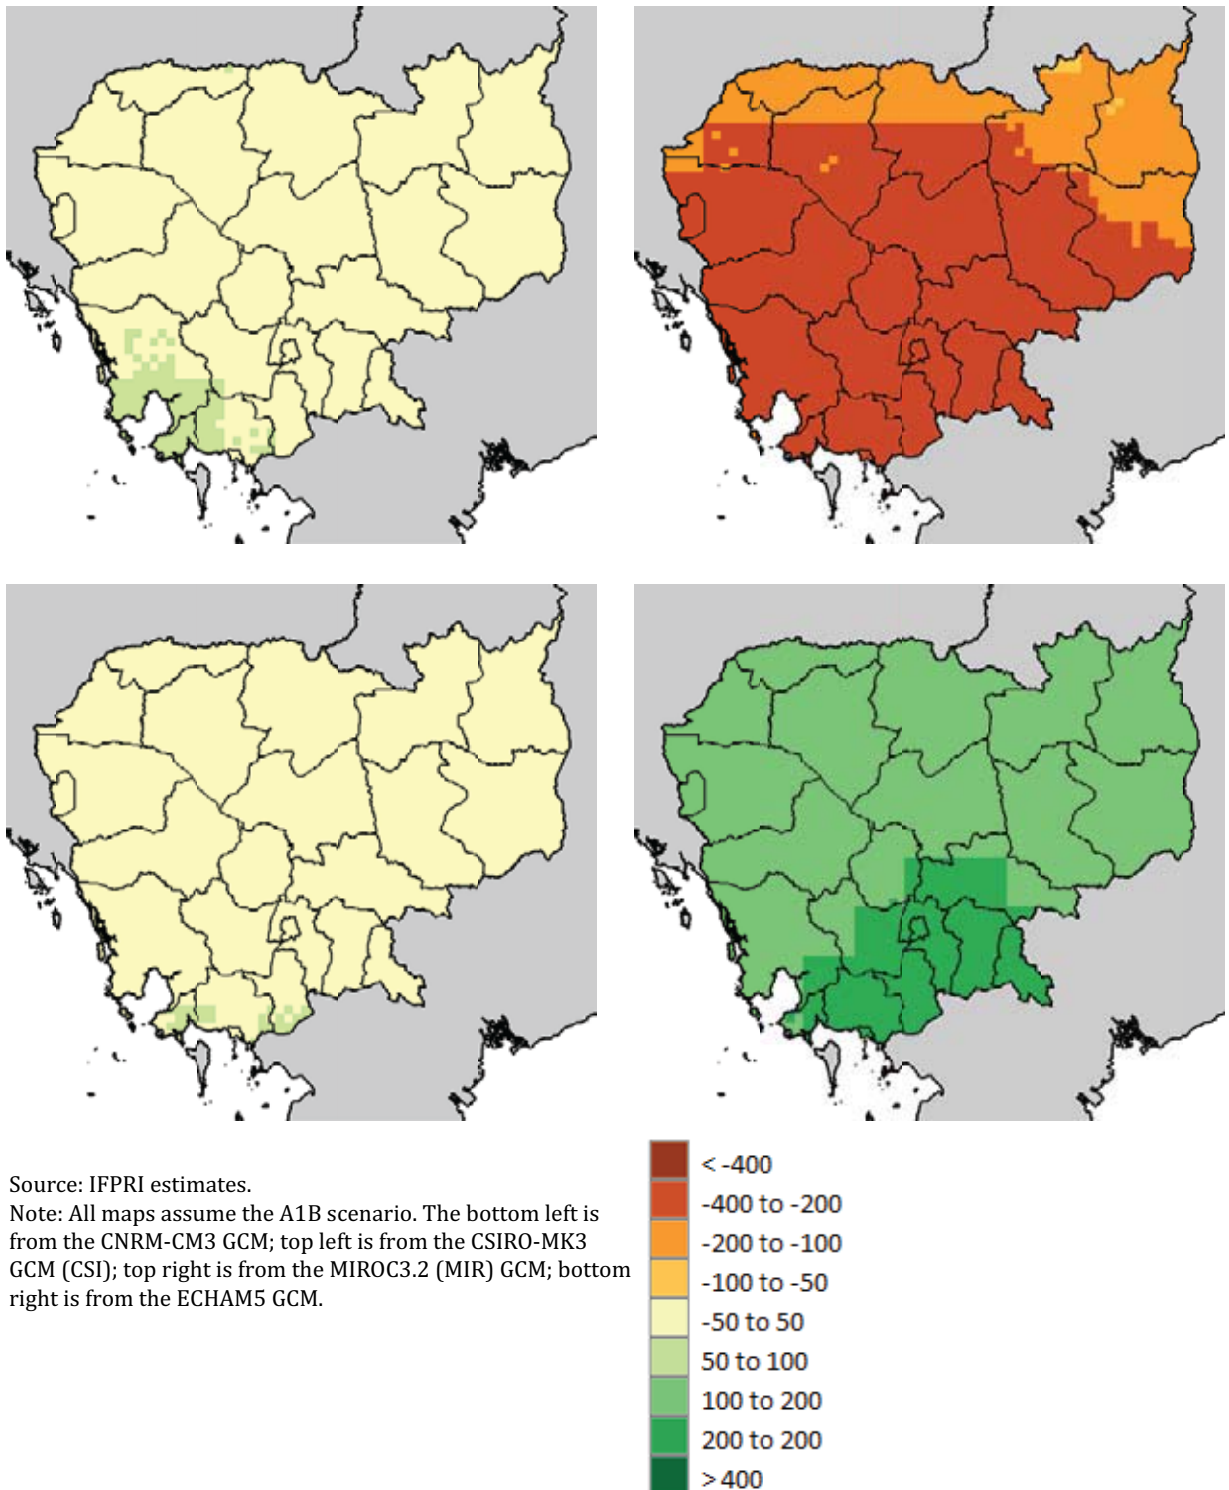 Source: IFPRI estimates.
Note: All maps assume the A1B scenario. The bottom left is
from the CNRM-CM3 GCM; top left is from the CSIRO-MK3
GCM (CSI); top right is from the MIROC3.2 (MIR) GCM; bottom
right is from the ECHAM5 GCM.
< -400
-400 to -200
-200 to -100
-100 to -50
-50 to 50
50 to 100
100 to 200
200 to 200
> 400